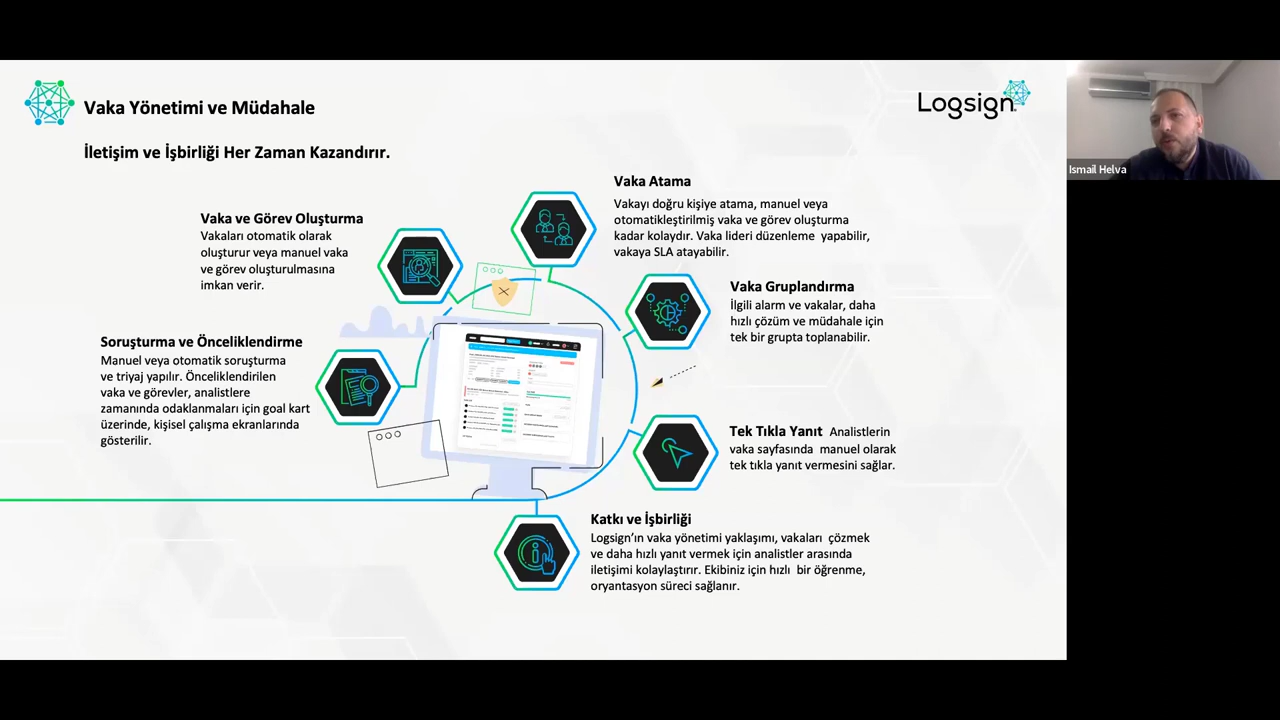 Vaka Yönetimi ve Müdahale
İletişim ve İşbirliği Her Zaman Kazandırır.
Logsign
Ismail Helva
Vaka Atama
Vakayı doğru kişiye atama, manuel veya
otomatikleştirilmiş vaka ve görev oluşturma
kadar kolaydır. Vaka lideri düzenleme yapabilir,
vakaya SLA atayabilir.
Vaka ve Görev Oluşturma
Vakaları otomatik olarak
oluşturur veya manuel vaka
ve görev oluşturulmasına
imkan verir.
Vaka Gruplandırma
İlgili alarm ve vakalar, daha
hızlı çözüm ve müdahale için
tek bir grupta toplanabilir.
Soruşturma ve Önceliklendirme
Manuel veya otomatik soruşturma
ve triyaj yapılır. Önceliklendirilen
vaka ve görevler, analistlere
zamanında odaklanmaları için goal kart
üzerinde, kişisel çalışma ekranlarında
gösterilir.
Tek Tıkla Yanıt Analistlerin
vaka sayfasında manuel olarak
tek tıkla yanıt vermesini sağlar.
Katkı ve İşbirliği
Logsign’ın vaka yönetimi yaklaşımı, vakaları çözmek
ve daha hızlı yanıt vermek için analistler arasında
iletişimi kolaylaştırır. Ekibiniz için hızlı bir öğrenme,
oryantasyon süreci sağlanır.